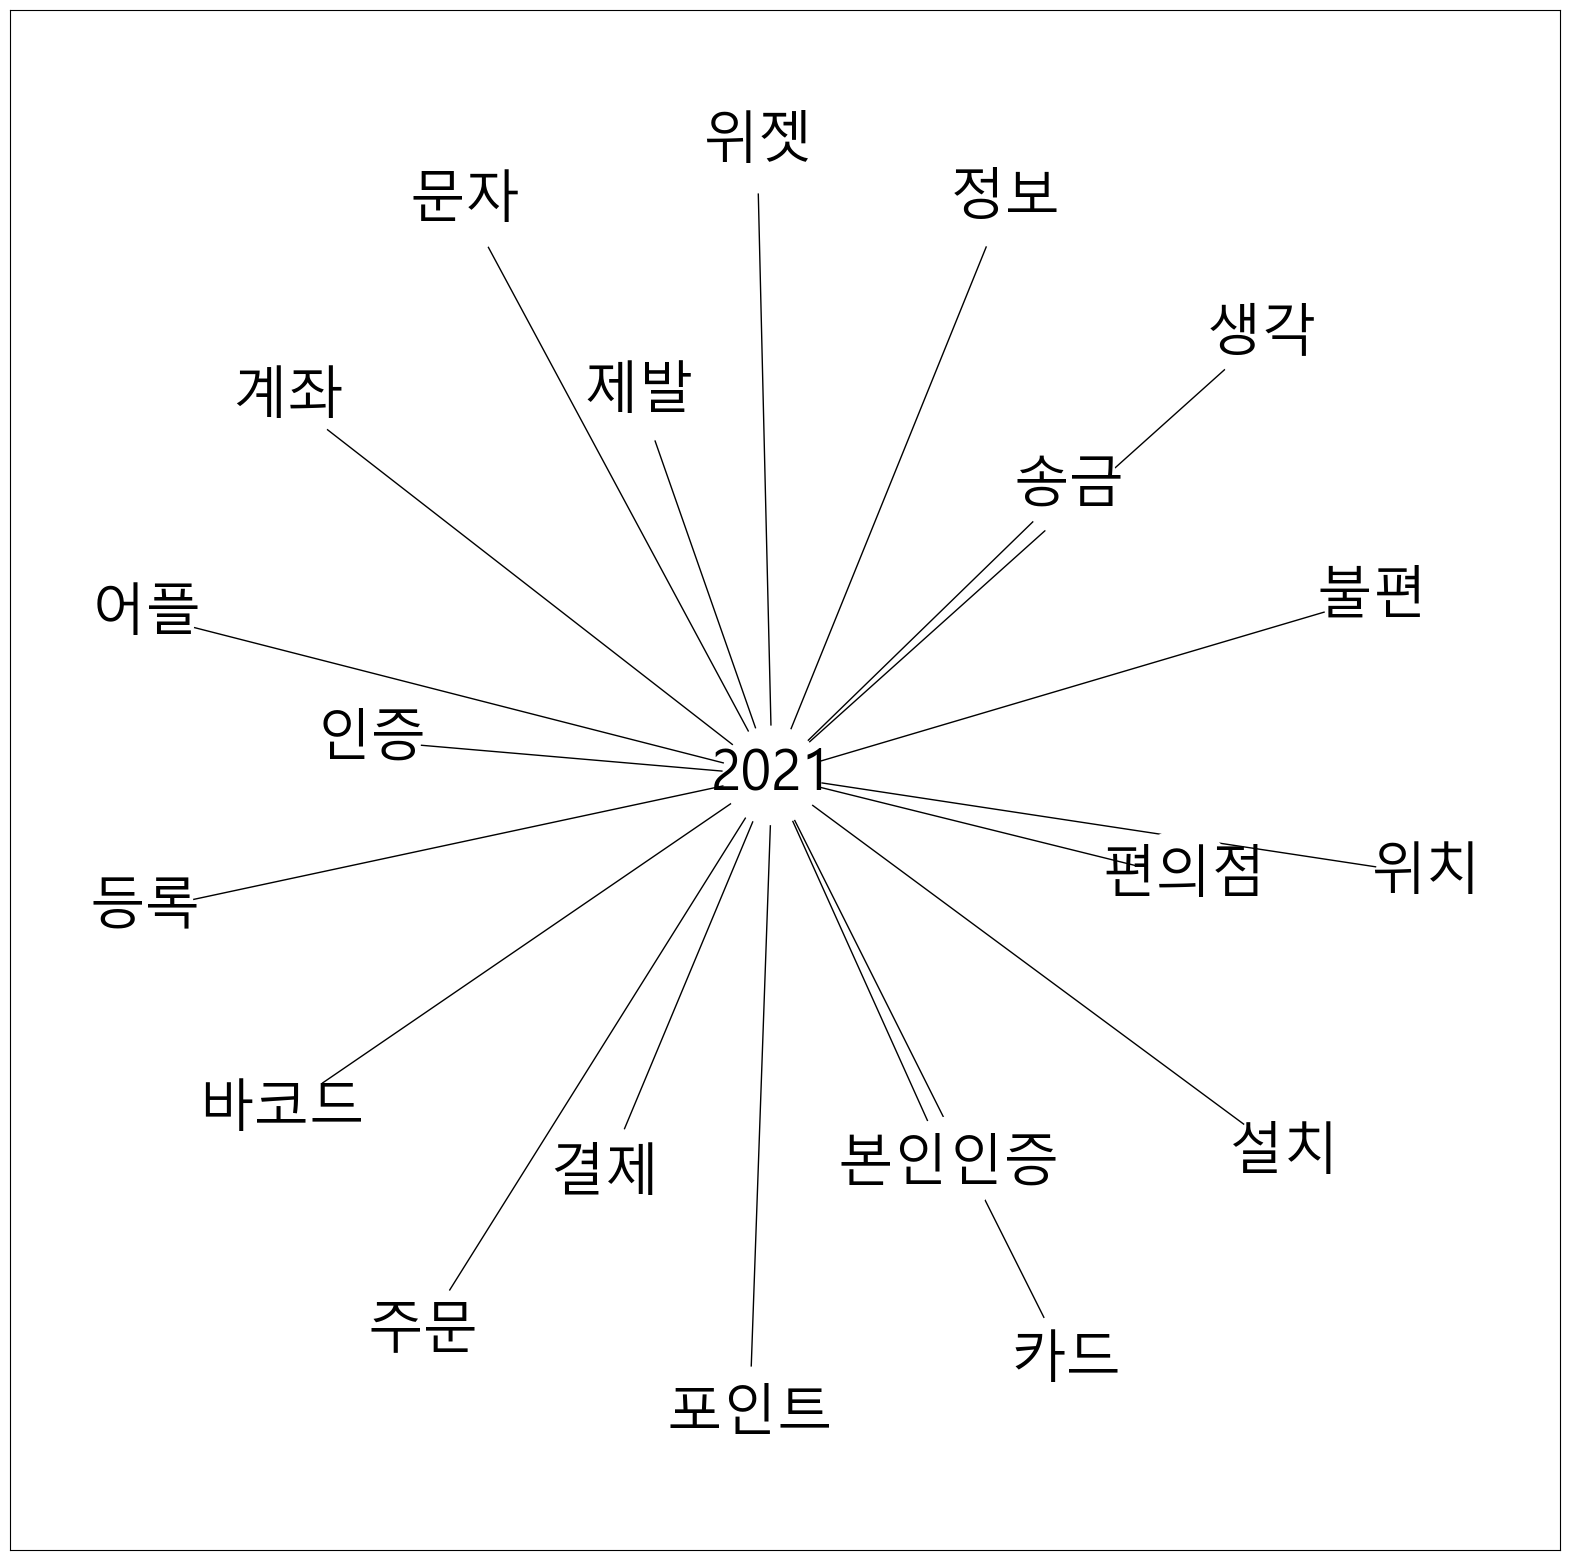 위젯
문자
정보
생각
제발
계좌
송금
불편
어플
인증
2021
편의점
위치
등록
바코드
설치
본인인증
결제
주문
카드
포인트